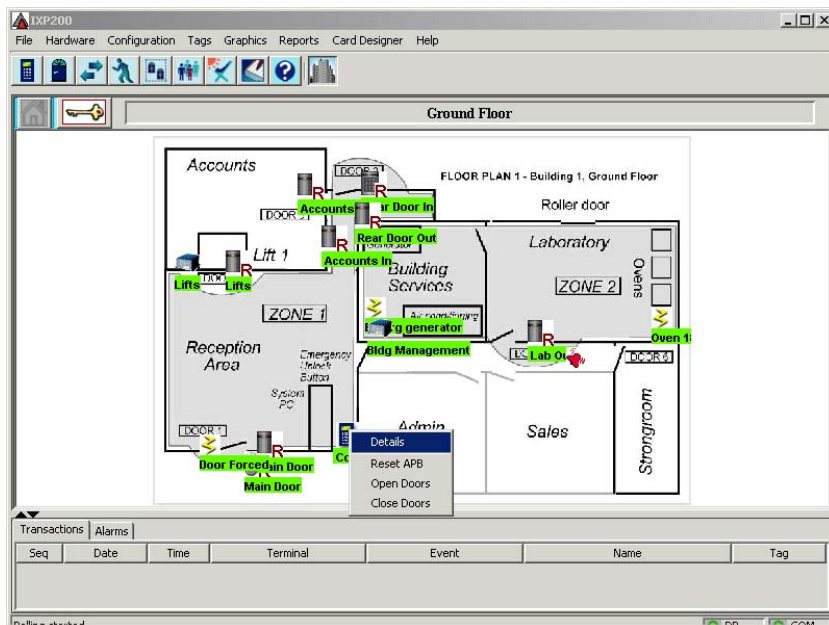 IXP200
File Hardware Configuration Tags Graphics Reports Card Designer Help
Ground Floor
Accounts
FLOOR PLAN 1 - Building 1, Ground Floor
Roller door
Accounts
Door In
Rear Door Out
Accounts In
Lift 1
Lifts
Lifts
Laboratory
Building
Services
ZONE 2
Ovens
ZONE 1
generator
Bldg Management
Lab
Oven
Reception
Area
Emergency
Unlock
Button
System
PC
DOOR 1
Door Forced
Door
Main Door
Admin
Sales
Strongroom
Details
Reset APB
Open Doors
Close Doors
Transactions Alarms
Seq Date Time Terminal Event Name Tag